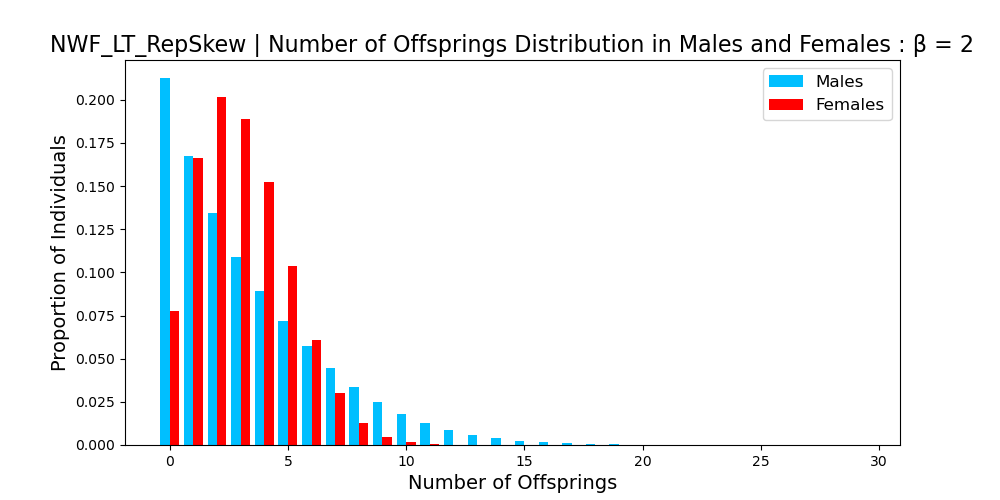 NWF_LT_RepSkew | Number of Offsprings Distribution in Males and Females : β = 2
Males
Females
Proportion of Individuals
0.200
0.175
0.150
0.125
0.100
0.075
0.050
0.025
0.000
0 5 10 15 20 25 30
Number of Offsprings